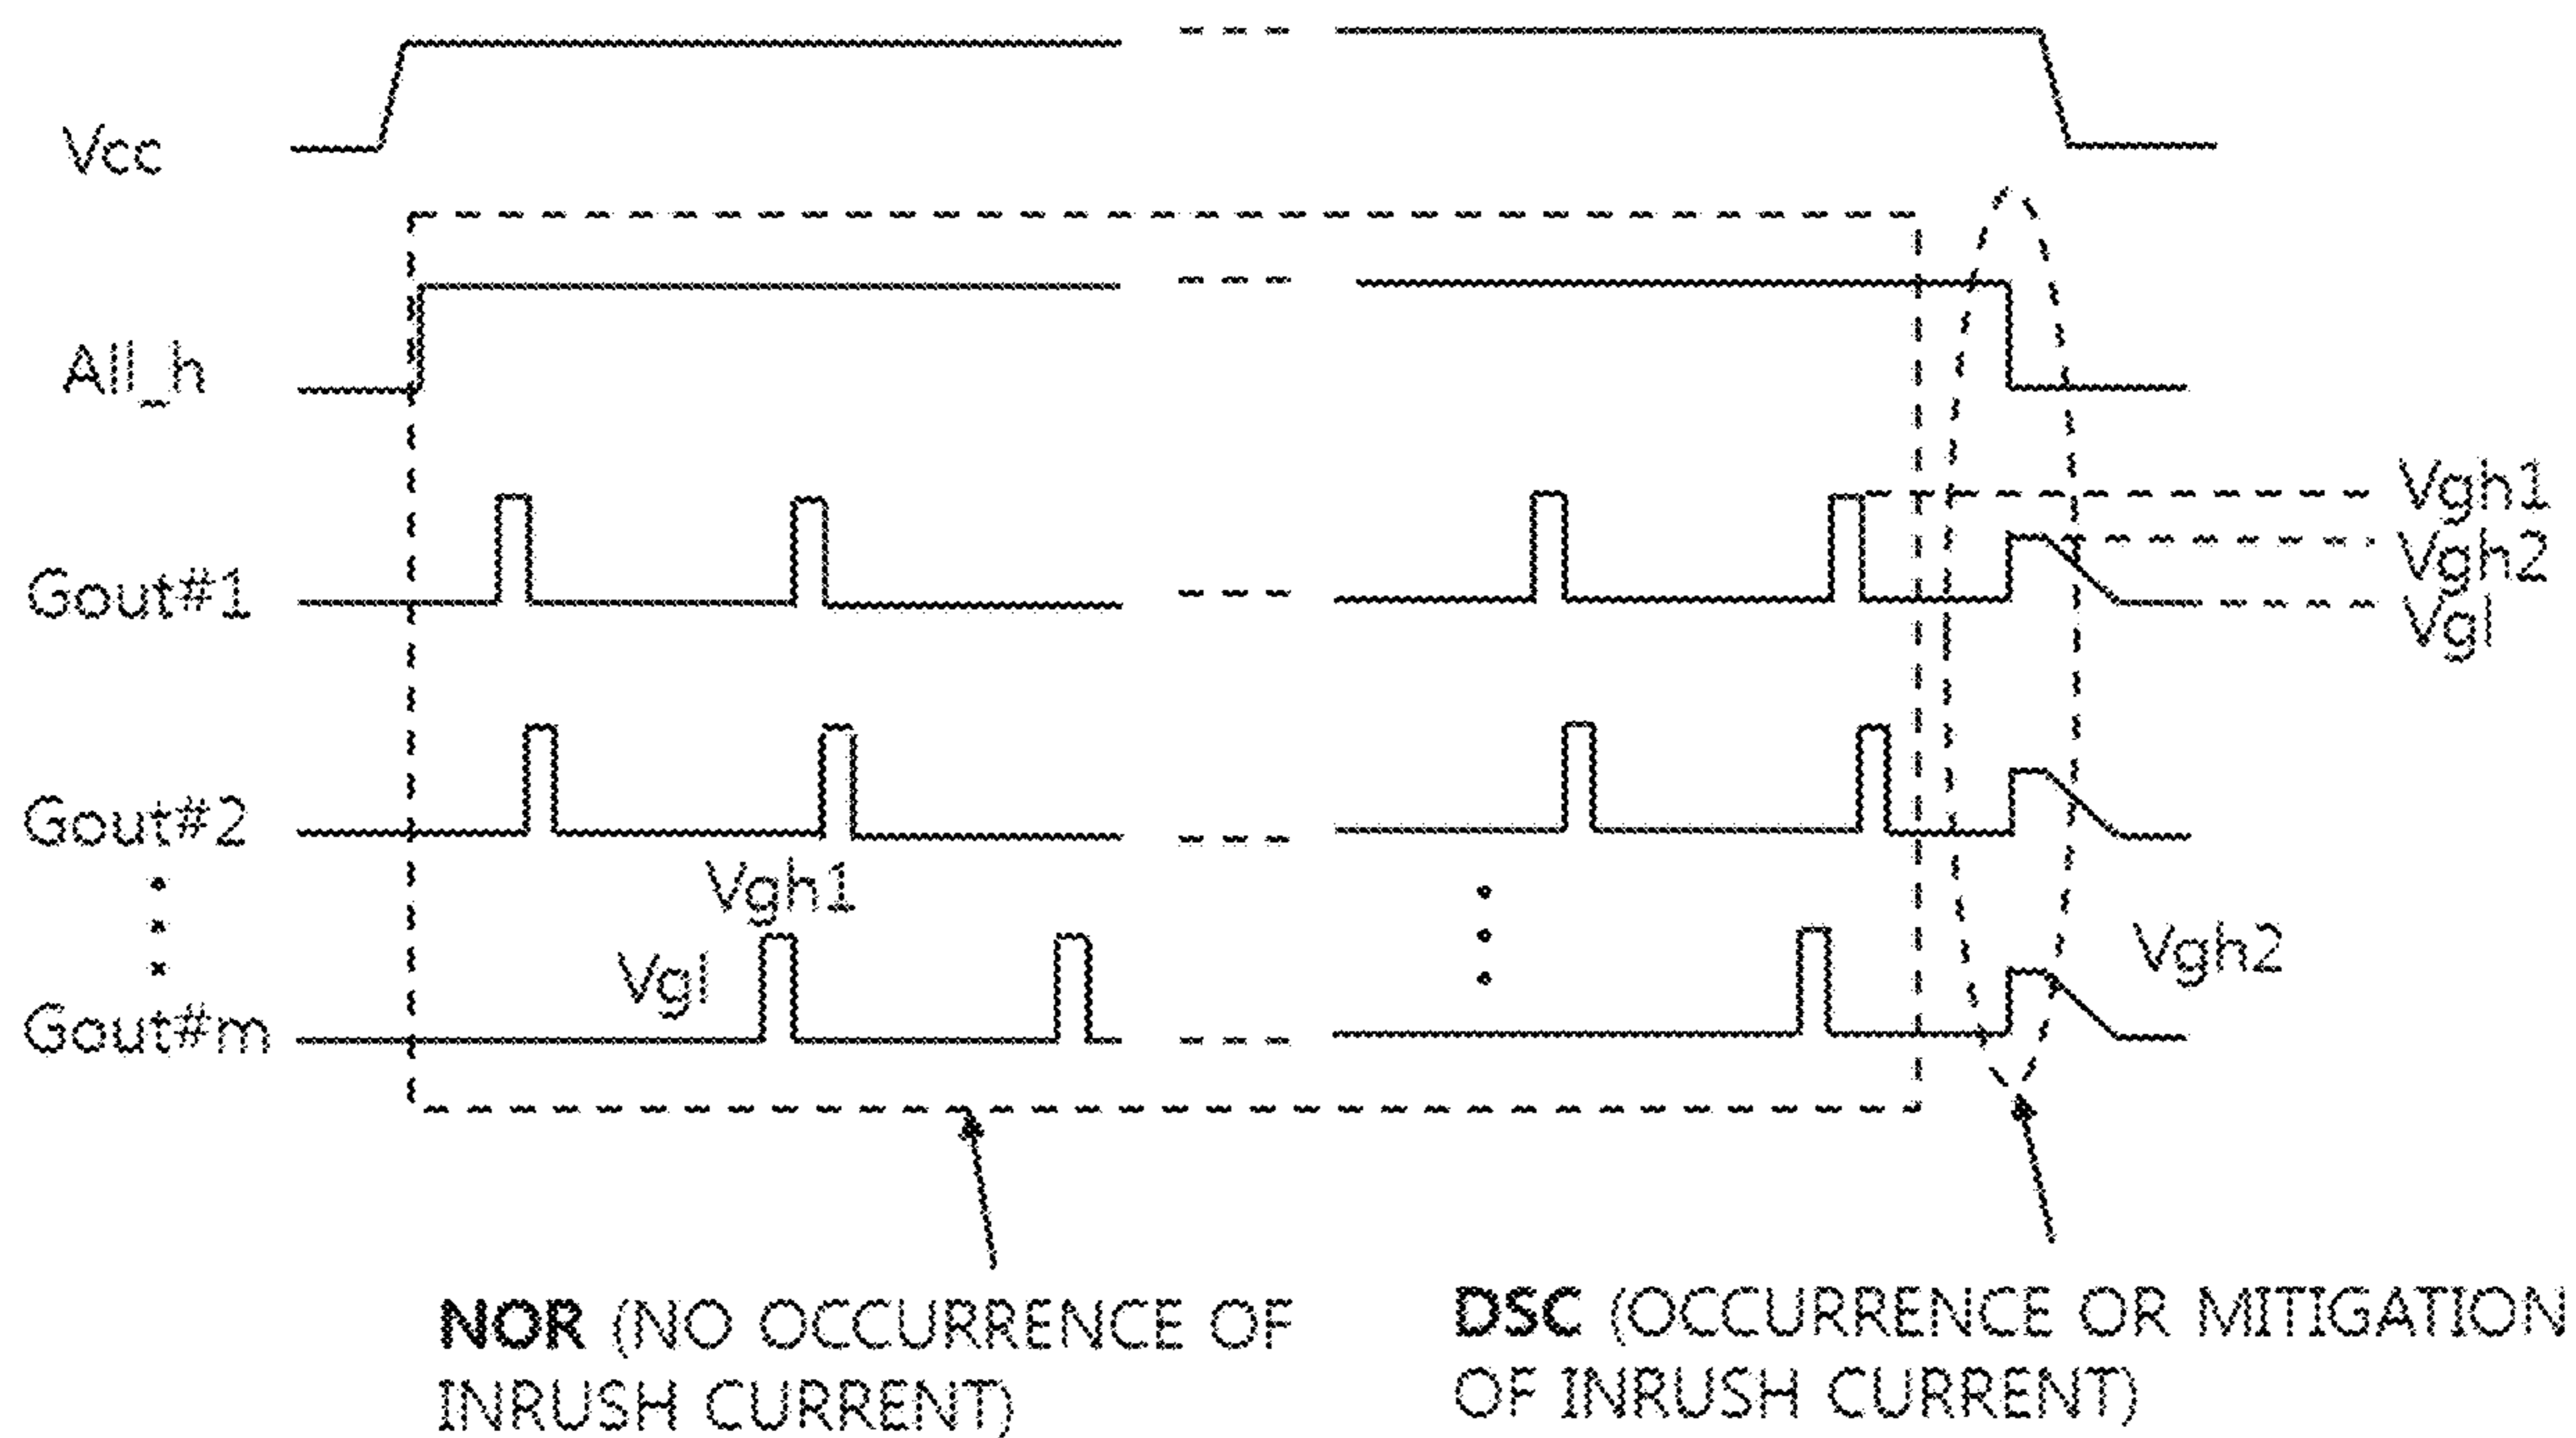 Vcc
All_h
Vgh1
Vgh2
Gout#1
Vgl
Gout#2
Vgh1
Vgl
Vgh2
Gout#m
NOR (NO OCCURRENCE OF
INRUSH CURRENT)
DSC (OCCURRENCE OR MITIGATION
OF INRUSH CURRENT)